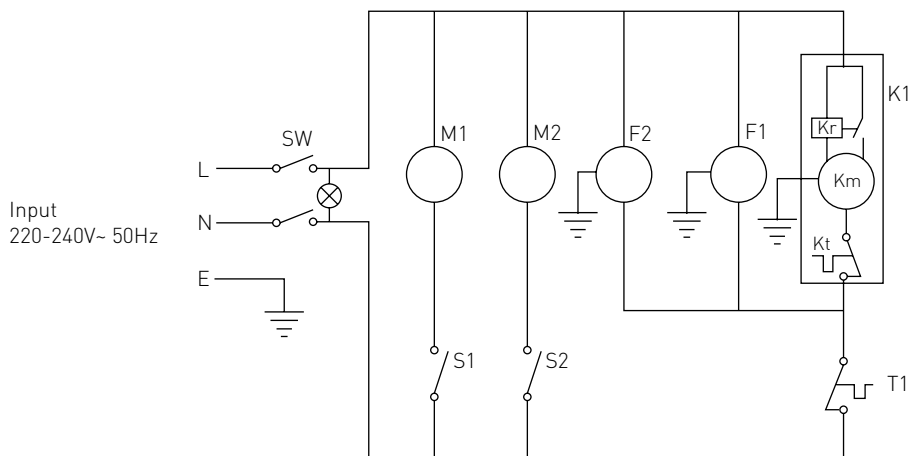 K1
SW
M1
M2
F2
F1
Kr
L
Km
Input
220-240V~ 50Hz
N
Kt
E
S1
S2
T1